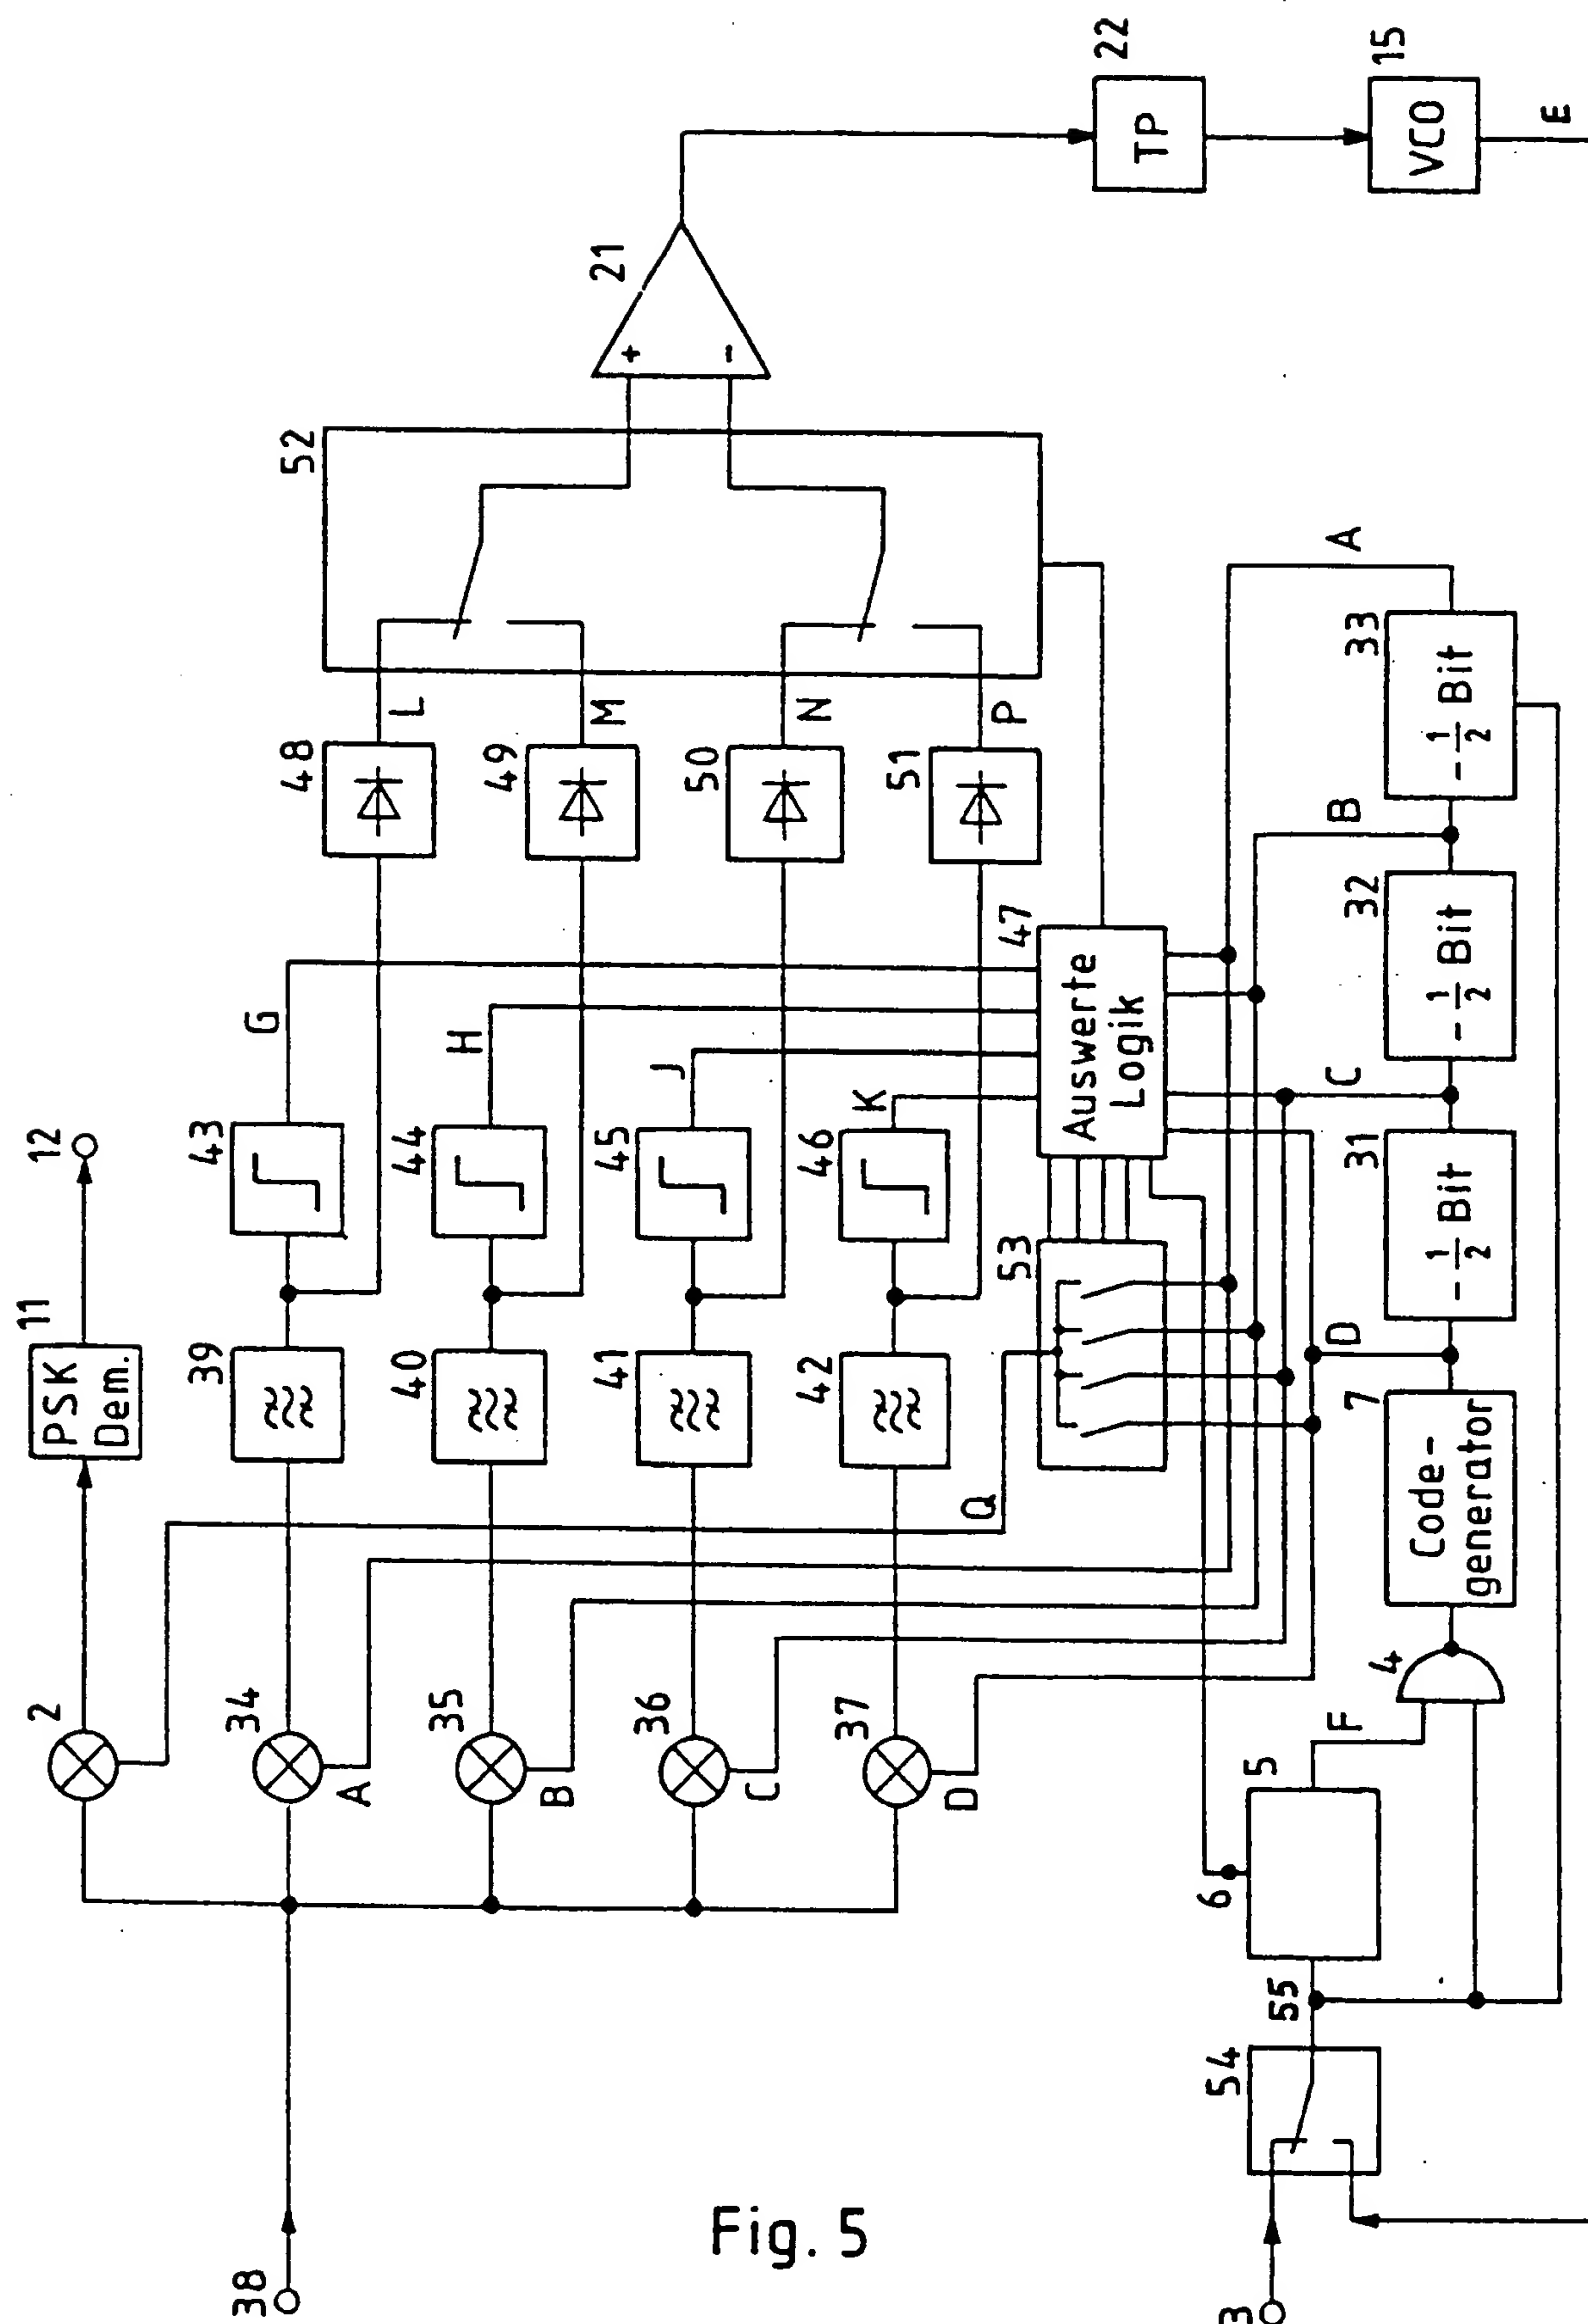 38
2
11
PSK
Dem.
12
34
A
39
43
G
48
L
52
35
B
40
44
H
49
M
36
C
41
45
J
50
N
37
D
42
46
K
51
P
21
+
-
Q
53
47
Auswerte
Logik
22
TP
15
VCO
E
3
54
55
6
5
F
4
7
Code-
generator
D
31
- 1/2 Bit
C
32
- 1/2 Bit
B
33
- 1/2 Bit
A
Fig. 5